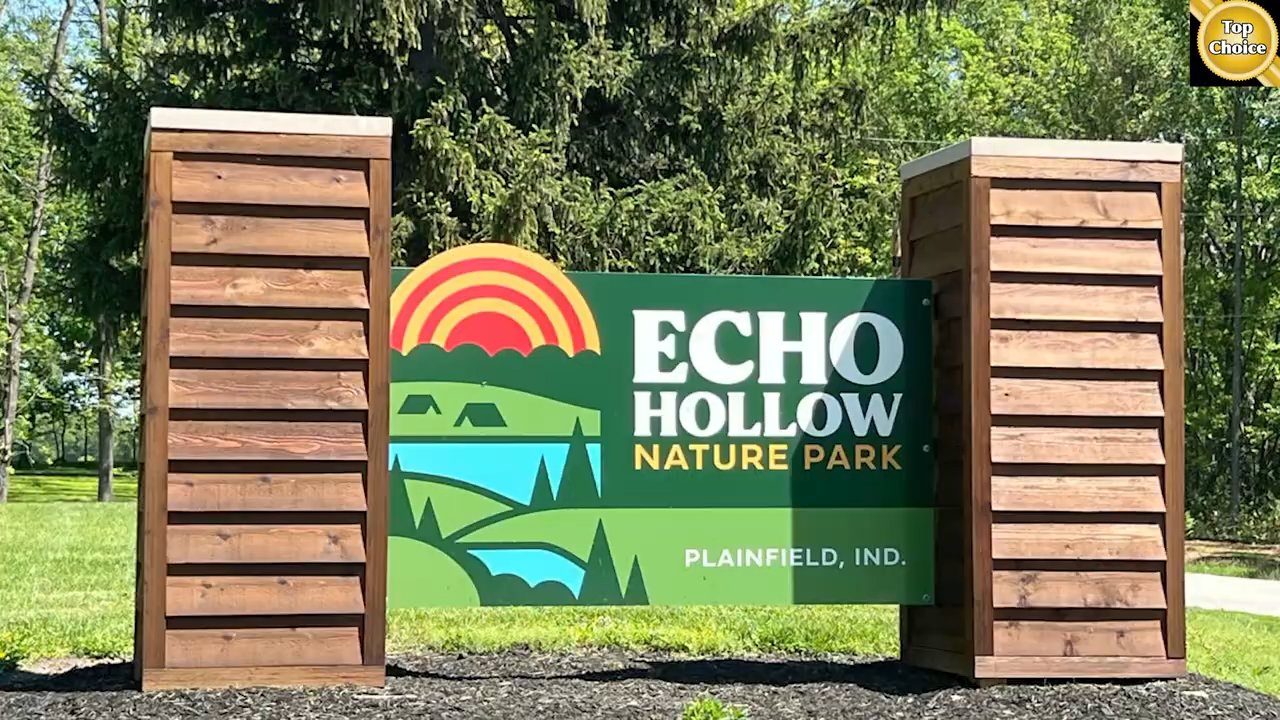 Top
Choice
ECHO
HOLLOW
NATURE PARK
PLAINFIELD, IND.